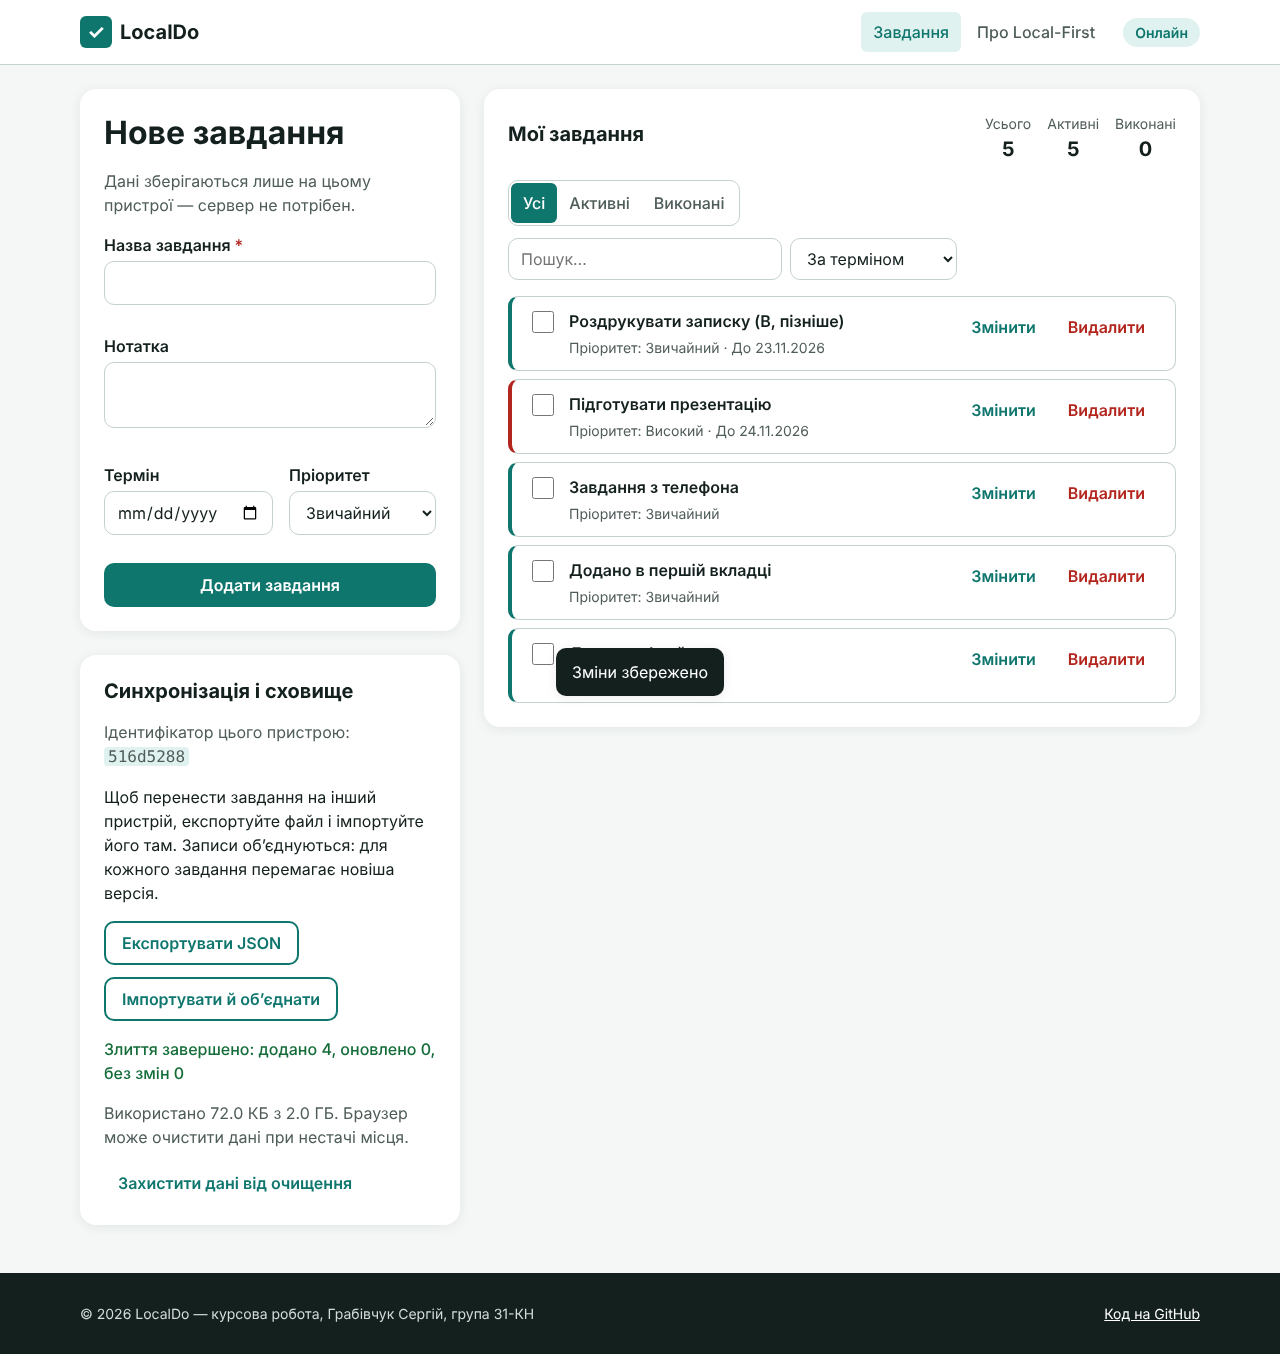 LocalDo
Завдання
Про Local-First
Онлайн
Нове завдання
Дані зберігаються лише на цьому
пристрої — сервер не потрібен.
Назва завдання *
Нотатка
Термін
Пріоритет
mm/dd/yyyy
Звичайний
Додати завдання
Синхронізація і сховище
Ідентифікатор цього пристрою:
516d5288
Щоб перенести завдання на інший
пристрій, експортуйте файл і імпортуйте
його там. Записи об’єднуються: для
кожного завдання перемагає новіша
версія.
Експортувати JSON
Імпортувати й об’єднати
Злиття завершено: додано 4, оновлено 0,
без змін 0
Використано 72.0 КБ з 2.0 ГБ. Браузер
може очистити дані при нестачі місця.
Захистити дані від очищення
Мої завдання
Усього
Активні
Виконані
5
5
0
Усі
Активні
Виконані
Пошук...
За терміном
Роздрукувати записку (B, пізніше)
Пріоритет: Звичайний · До 23.11.2026
Змінити
Видалити
Підготувати презентацію
Пріоритет: Високий · До 24.11.2026
Змінити
Видалити
Завдання з телефона
Пріоритет: Звичайний
Змінити
Видалити
Додано в першій вкладці
Пріоритет: Звичайний
Змінити
Видалити
Зміни збережено
Змінити
Видалити
© 2026 LocalDo — курсова робота, Грабівчук Сергій, група 31-КН
Код на GitHub